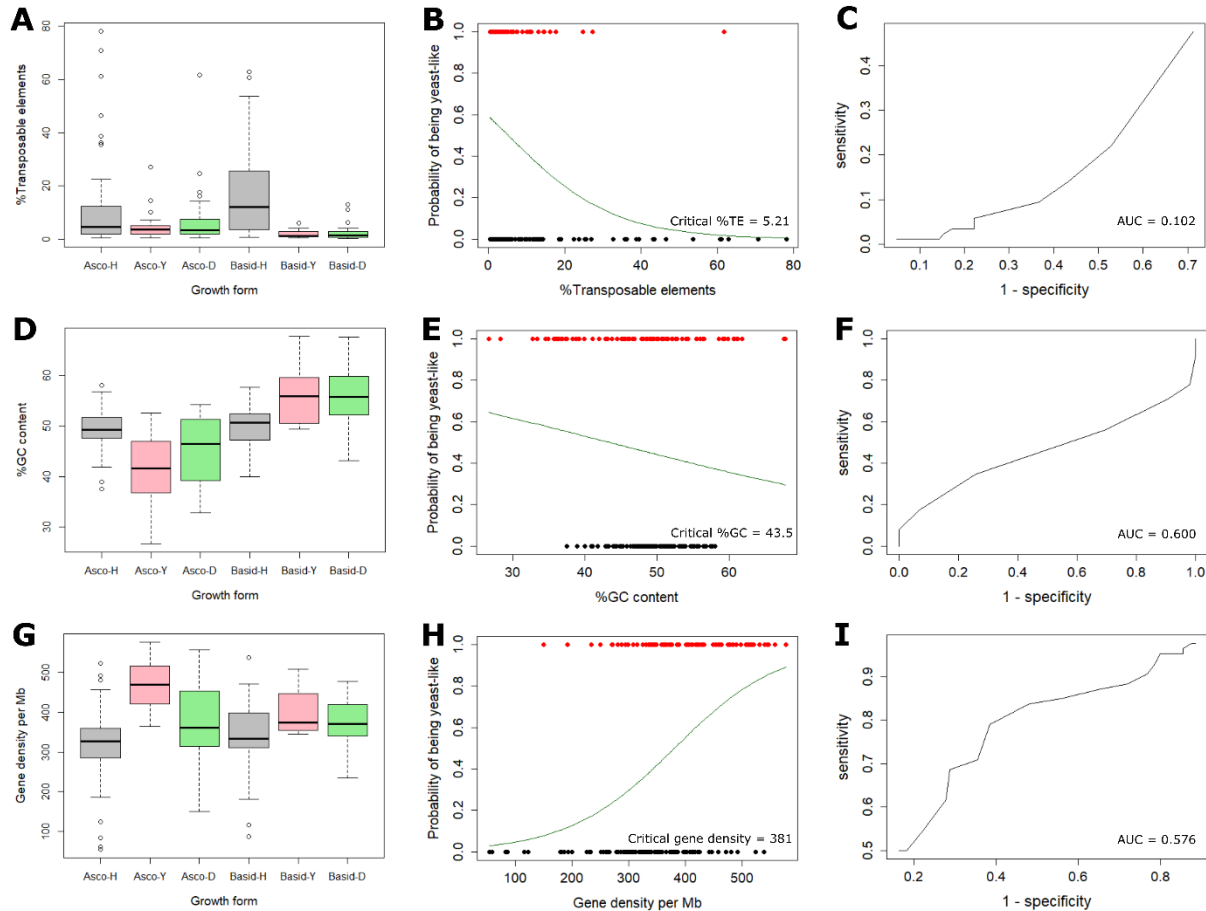 A
%Transposable elements
80
60
40
20
0
Asco-H Asco-Y Asco-D Basid-H Basid-Y Basid-D
Growth form
B
Probability of being yeast-like
1.0
0.8
0.6
0.4
0.2
0.0
Critical %TE = 5.21
0 20 40 60 80
%Transposable elements
C
sensitivity
0.4
0.3
0.2
0.1
0.0
AUC = 0.102
0.1 0.2 0.3 0.4 0.5 0.6 0.7
1 - specificity
D
%GC content
60
50
40
30
Asco-H Asco-Y Asco-D Basid-H Basid-Y Basid-D
Growth form
E
Probability of being yeast-like
1.0
0.8
0.6
0.4
0.2
0.0
Critical %GC = 43.5
30 40 50 60
%GC content
F
sensitivity
1.0
0.8
0.6
0.4
0.2
0.0
AUC = 0.600
0.0 0.2 0.4 0.6 0.8 1.0
1 - specificity
G
Gene density per Mb
500
400
300
200
100
Asco-H Asco-Y Asco-D Basid-H Basid-Y Basid-D
Growth form
H
Probability of being yeast-like
1.0
0.8
0.6
0.4
0.2
0.0
Critical gene density = 381
100 200 300 400 500
Gene density per Mb
I
sensitivity
0.9
0.8
0.7
0.6
0.5
AUC = 0.576
0.2 0.4 0.6 0.8
1 - specificity